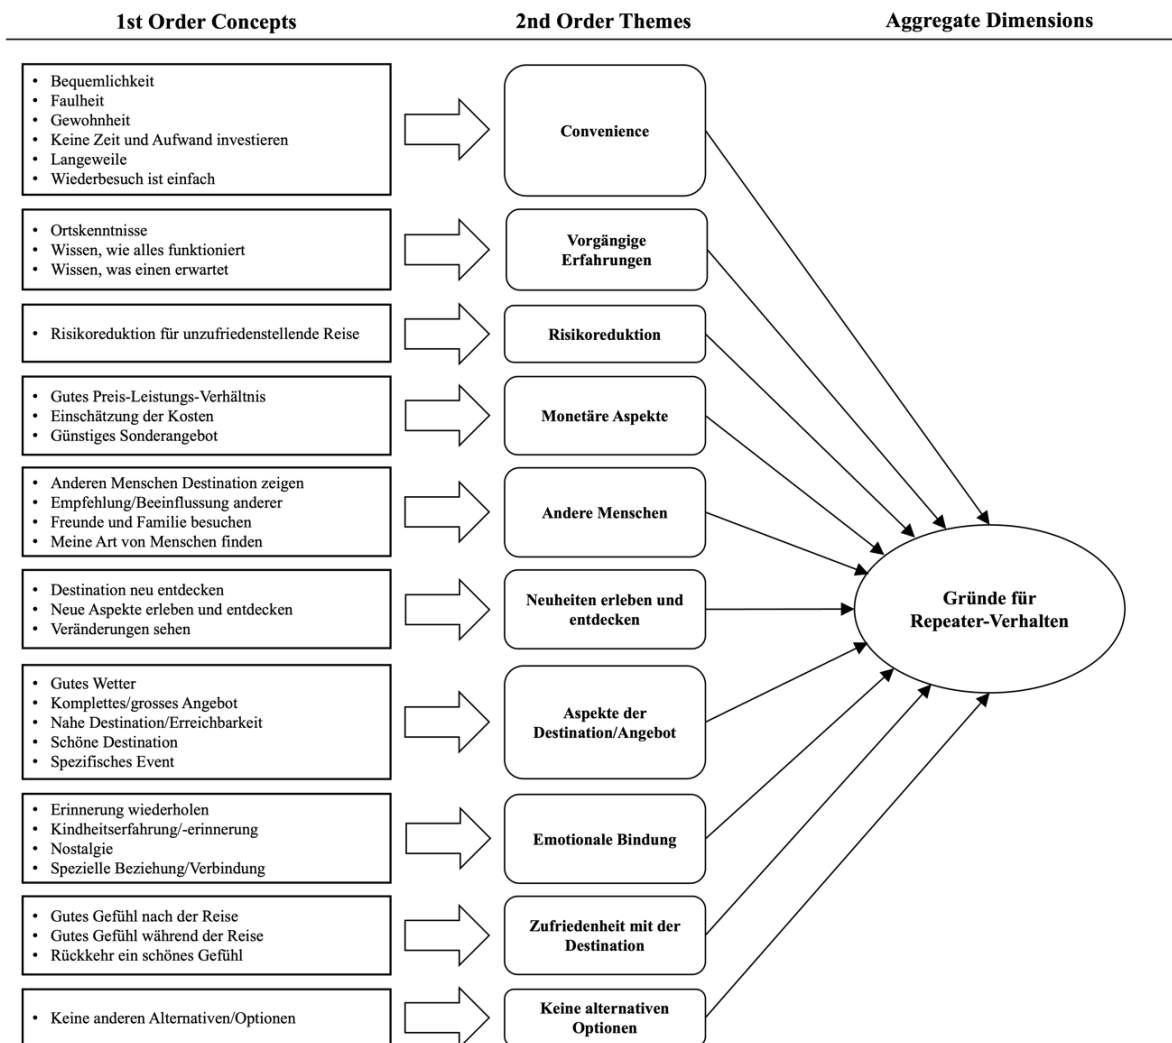 1st Order Concepts
2nd Order Themes
Aggregate Dimensions
• Bequemlichkeit
• Faulheit
• Gewohnheit
• Keine Zeit und Aufwand investieren
• Langeweile
• Wiederbesuch ist einfach
Convenience
• Ortskenntnisse
• Wissen, wie alles funktioniert
• Wissen, was einen erwartet
Vorgängige
Erfahrungen
• Risikoreduktion für unzufriedenstellende Reise
Risikoreduktion
• Gutes Preis-Leistungs-Verhältnis
• Einschätzung der Kosten
• Günstiges Sonderangebot
Monetäre Aspekte
• Anderen Menschen Destination zeigen
• Empfehlung/Beeinflussung anderer
• Freunde und Familie besuchen
• Meine Art von Menschen finden
Andere Menschen
• Destination neu entdecken
• Neue Aspekte erleben und entdecken
• Veränderungen sehen
Neuheiten erleben und
entdecken
• Gutes Wetter
• Komplettes/grosses Angebot
• Nahe Destination/Erreichbarkeit
• Schöne Destination
• Spezifisches Event
Aspekte der
Destination/Angebot
• Erinnerung wiederholen
• Kindheitserfahrung/-erinnerung
• Nostalgie
• Spezielle Beziehung/Verbindung
Emotionale Bindung
• Gutes Gefühl nach der Reise
• Gutes Gefühl während der Reise
• Rückkehr ein schönes Gefühl
Zufriedenheit mit der
Destination
• Keine anderen Alternativen/Optionen
Keine alternativen
Optionen
Gründe für
Repeater-Verhalten